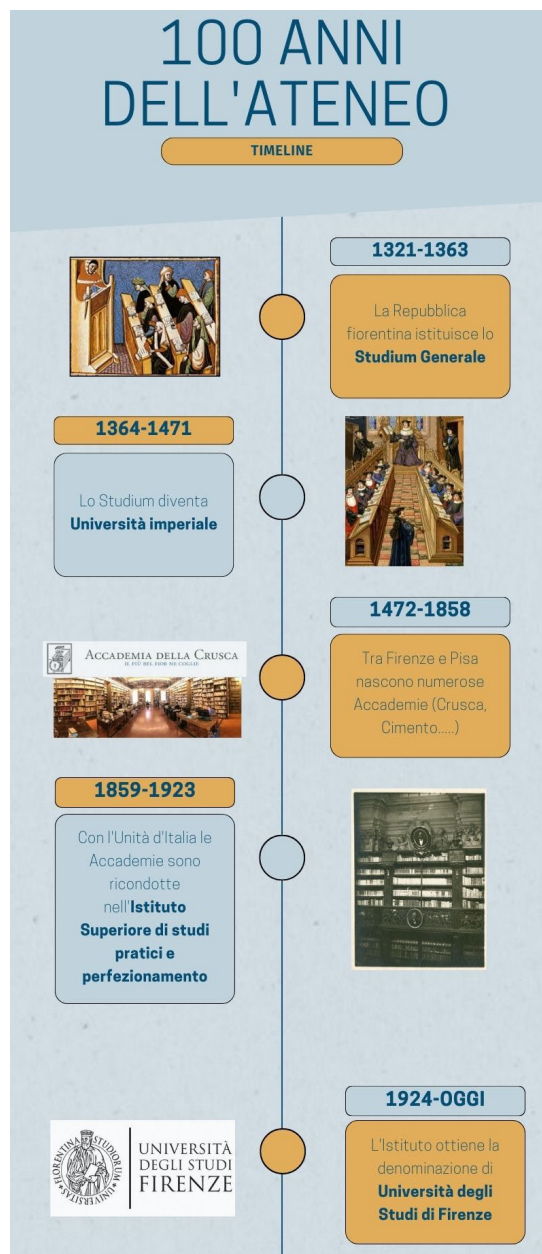 100 ANNI
DELL'ATENEO
TIMELINE
1321-1363
La Repubblica
fiorentina istituisce lo
Studium Generale
1364-1471
Lo Studium diventa
Università imperiale
1472-1858
Tra Firenze e Pisa
nascono numerose
Accademie (Crusca,
Cimento.....)
ACCADEMIA DELLA CRUSCA
IL PIÙ BEL FIOR NE COGLIE
1859-1923
Con l'Unità d'Italia le
Accademie sono
ricondotte
nell'Istituto
Superiore di studi
pratici e
perfezionamento
1924-OGGI
L'Istituto ottiene la
denominazione di
Università degli
Studi di Firenze
FLORENTINA STUDIORUM UNIVERSITAS
UNIVERSITÀ
DEGLI STUDI
FIRENZE